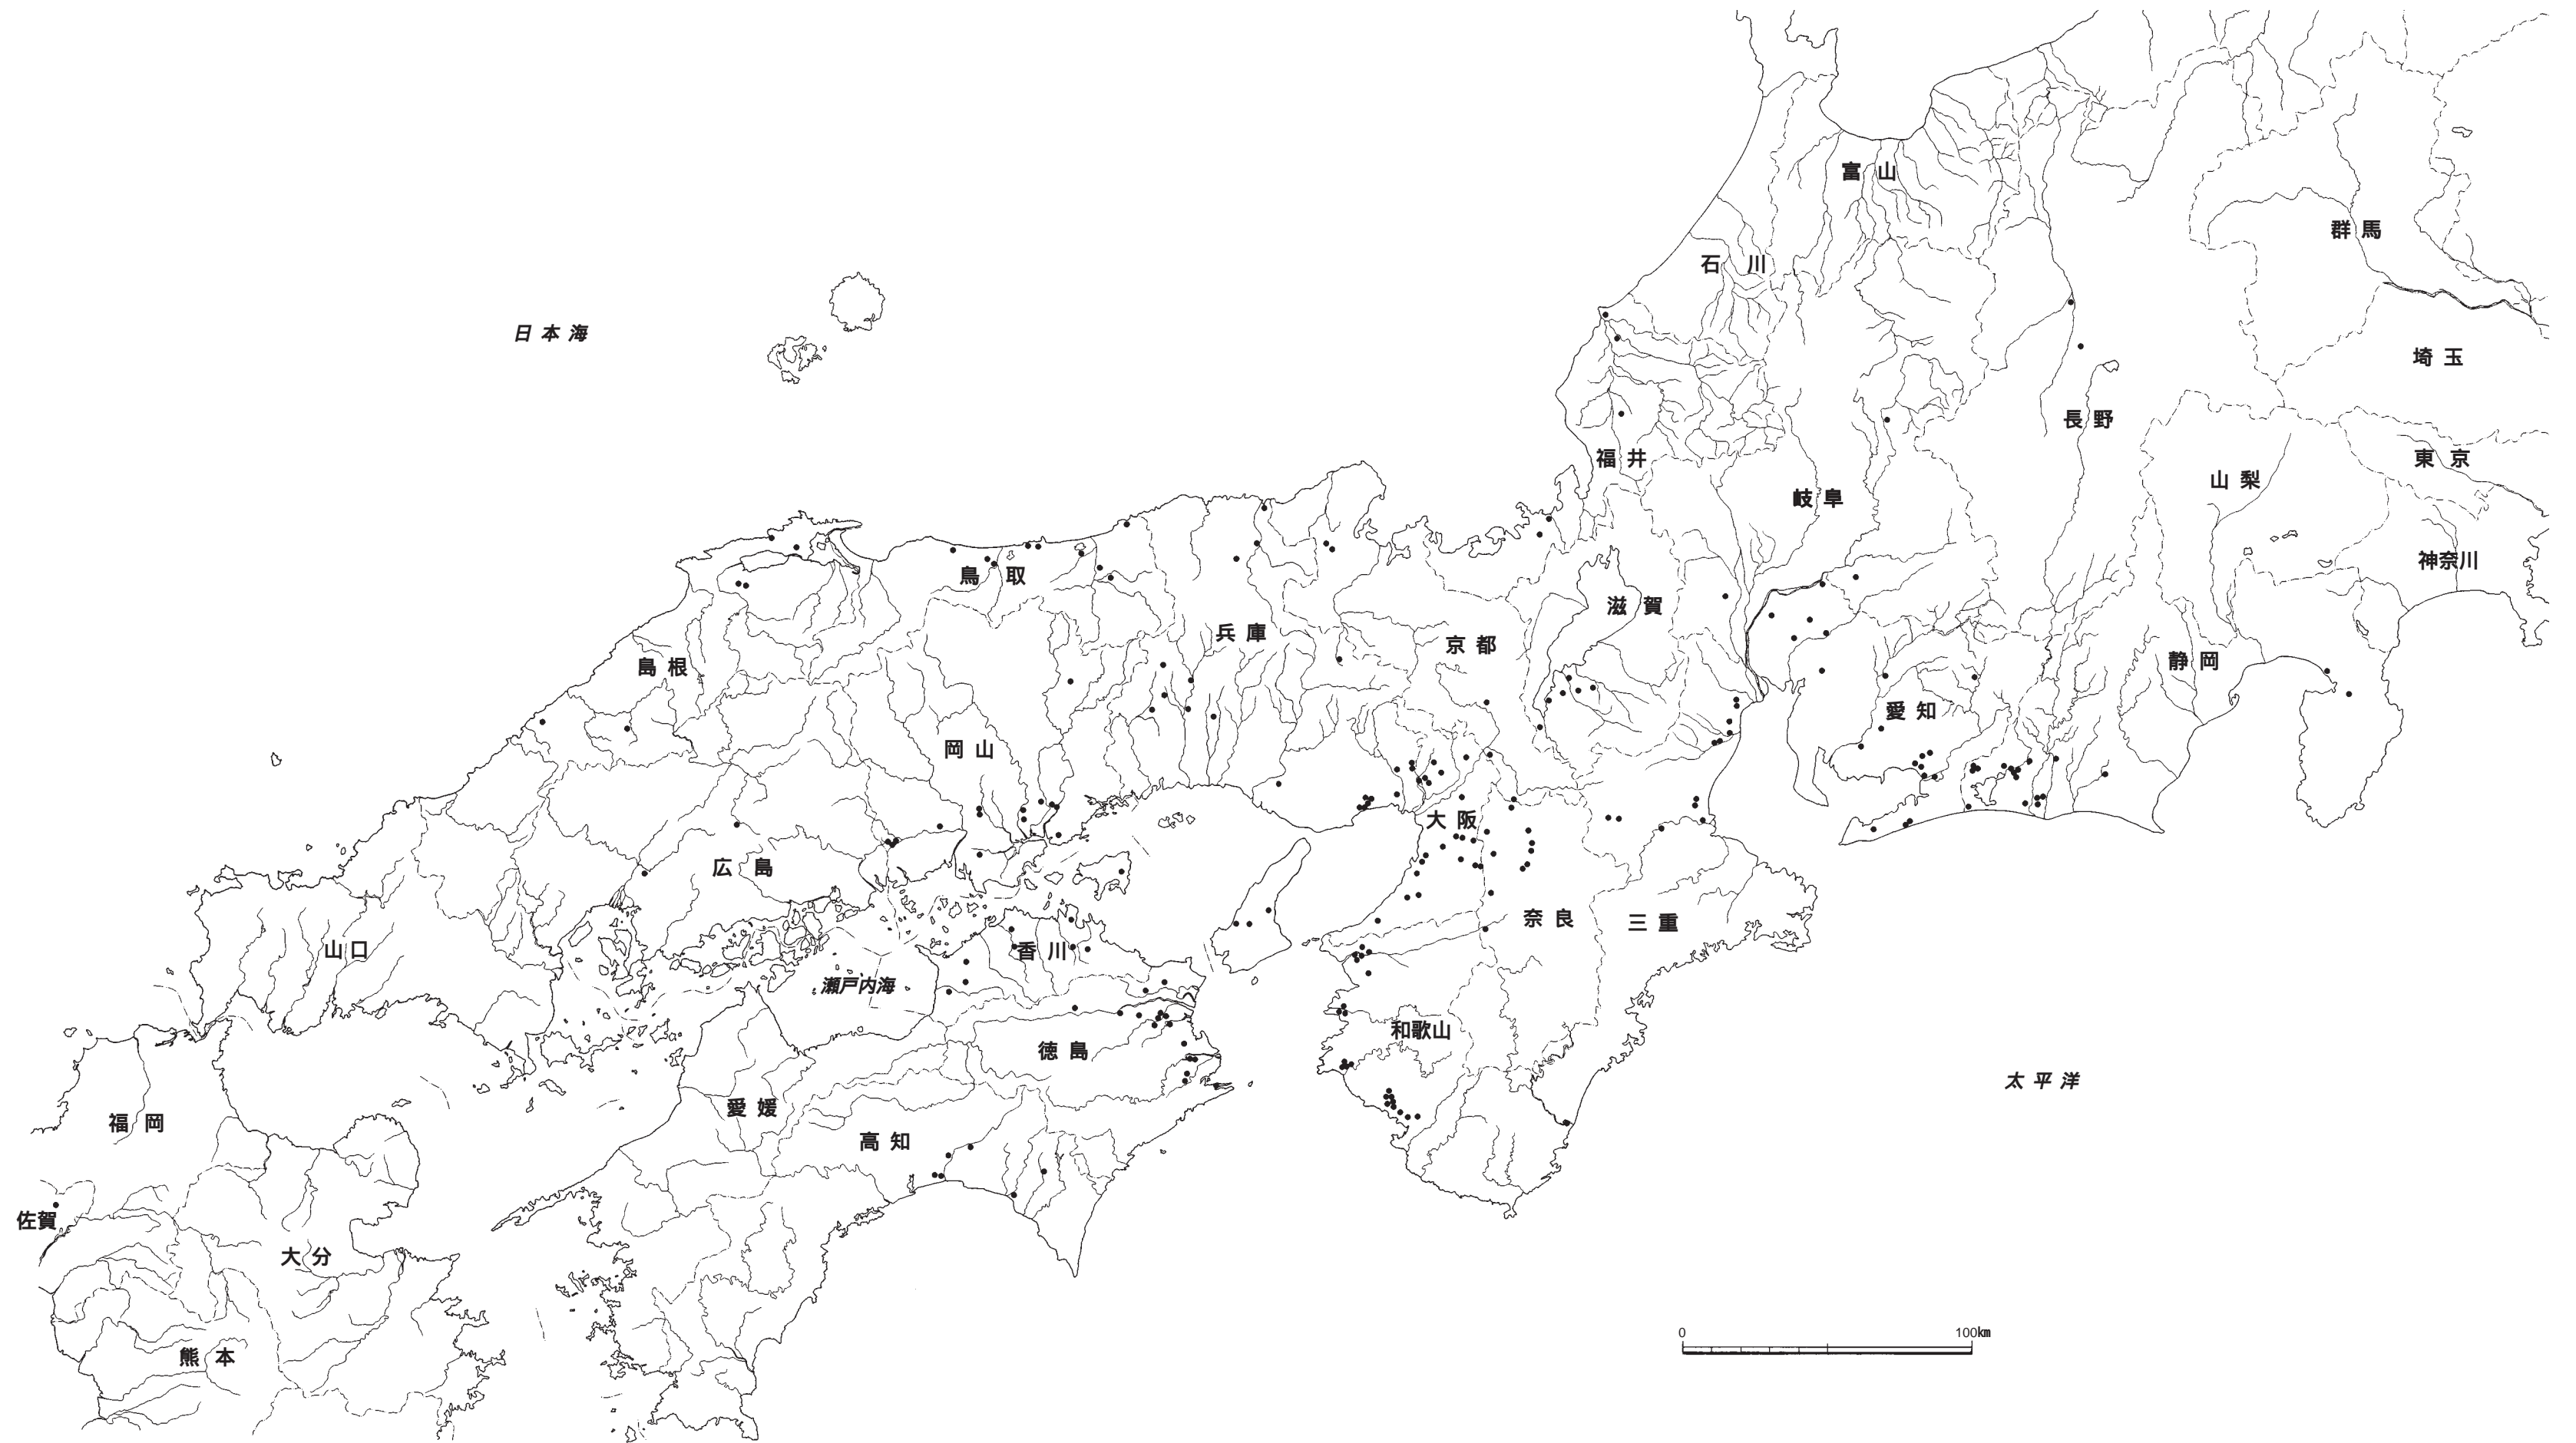 富山
群馬
石川
日本海
埼玉
長野
福井
東京
山梨
岐阜
神奈川
鳥取
滋賀
兵庫
京都
島根
静岡
愛知
岡山
大阪
広島
奈良
三重
山口
香川
瀬戸内海
和歌山
徳島
太平洋
愛媛
福岡
高知
佐賀
大分
0 100km
熊本